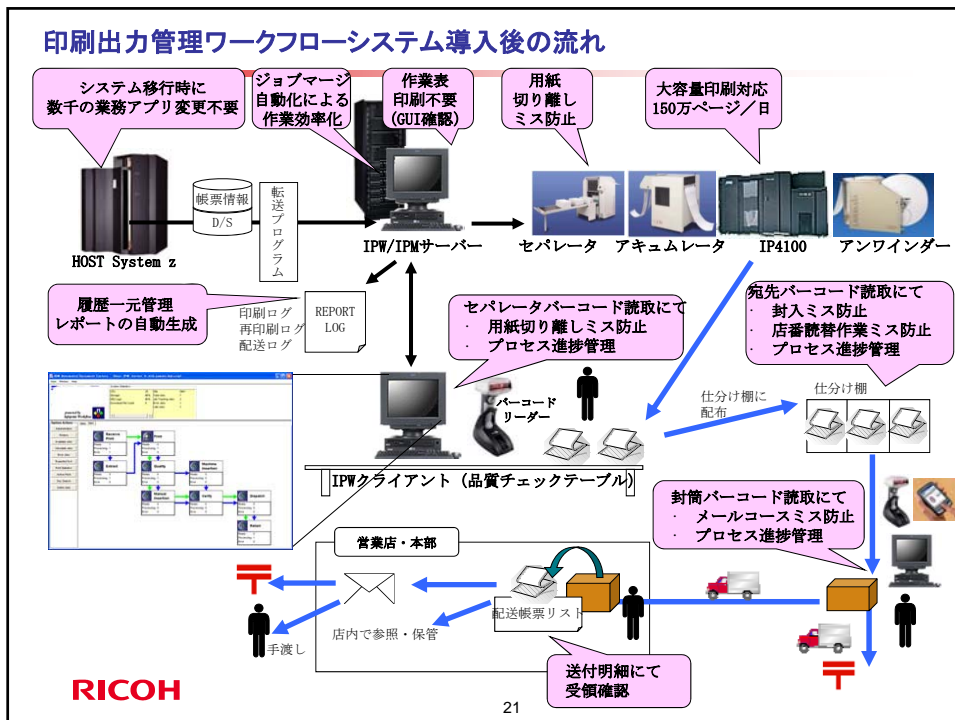 印刷出力管理ワークフローシステム導入後の流れ
システム移行時に
数千の業務アプリ変更不要
ジョブマージ
自動化による
作業効率化
作業表
印刷不要
(GUI確認)
用紙
切り離し
ミス防止
大容量印刷対応
150万ページ/日
帳票情報
D/S
転送プログラム
HOST System z
IPW/IPMサーバー
セパレータ
アキュムレータ
IP4100
アンワインダー
履歴一元管理
レポートの自動生成
印刷ログ
再印刷ログ
配送ログ
REPORT
LOG
セパレータバーコード読取にて
・ 用紙切り離しミス防止
・ プロセス進捗管理
宛先バーコード読取にて
・ 封入ミス防止
・ 店番読替作業ミス防止
・ プロセス進捗管理
バーコード
リーダー
仕分け棚に
配布
仕分け棚
IPWクライアント(品質チェックテーブル)
封筒バーコード読取にて
・ メールコースミス防止
・ プロセス進捗管理
営業店・本部
配送帳票リスト
店内で参照・保管
手渡し
送付明細にて
受領確認
RICOH
21